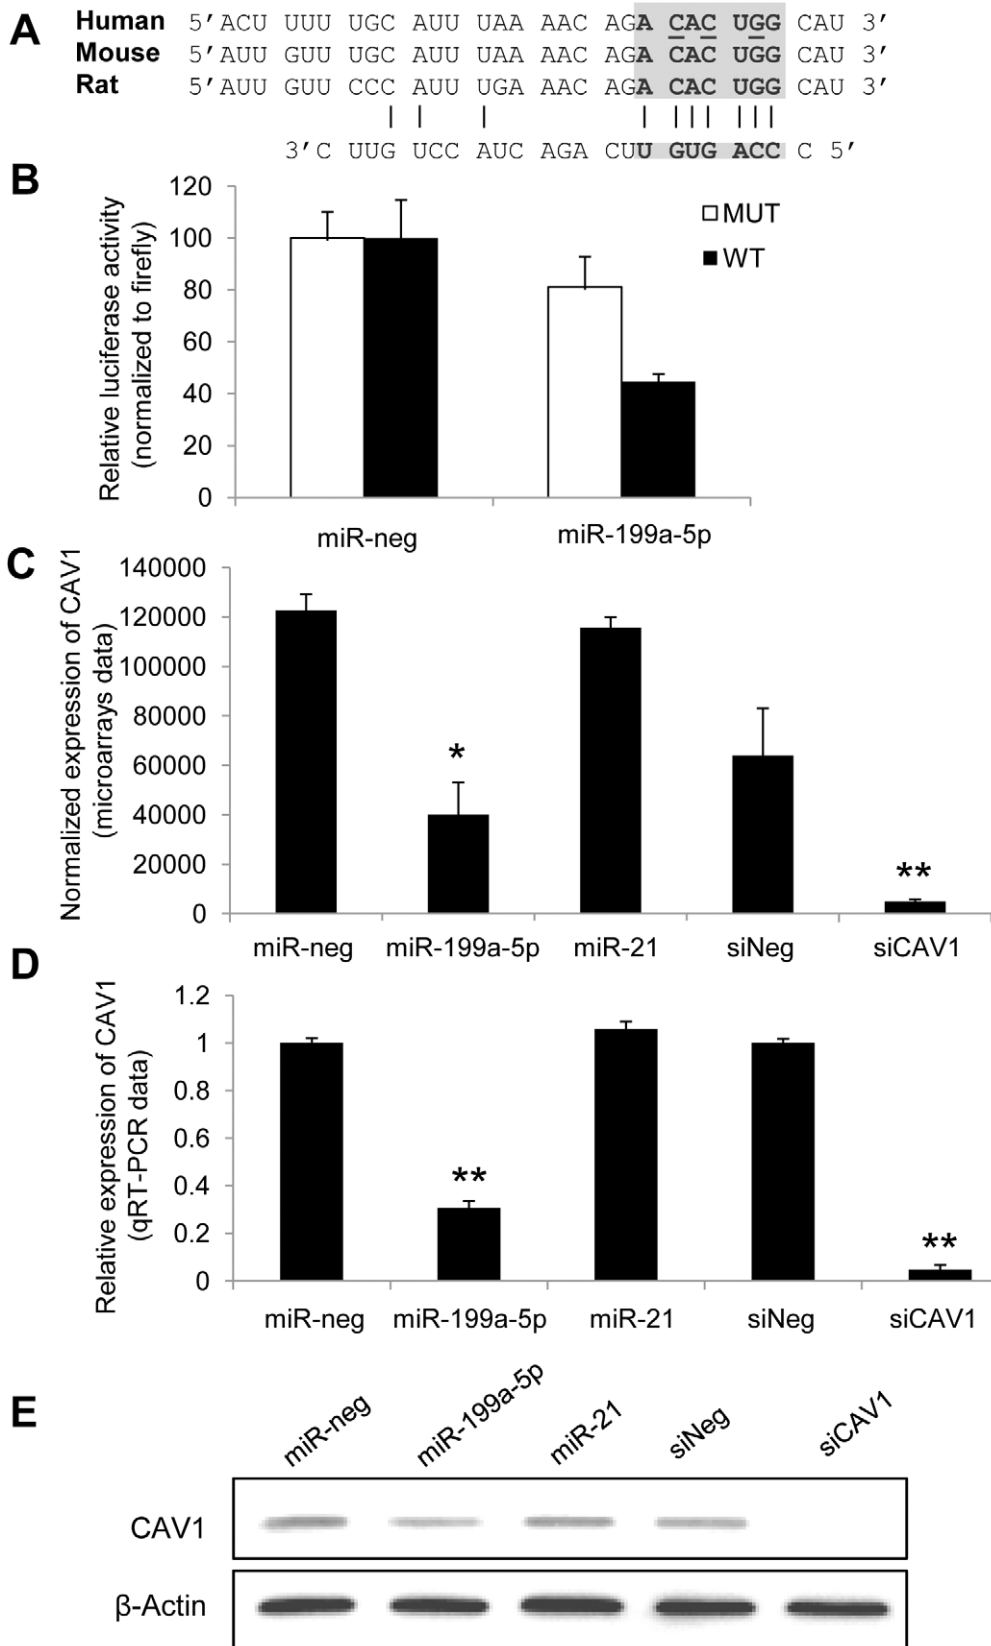 A
Human 5'ACU UUU UGC AUU UAA AAC AGA CAC UGG CAU 3'
Mouse 5'AUU GUU UGC AUU UAA AAC AGA CAC UGG CAU 3'
Rat 5'AUU GUU CCC AUU UGA AAC AGA CAC UGG CAU 3'
3'C UUG UCC AUC AGA CUU GUG ACC C 5'
B
Relative luciferase activity
(normalized to firefly)
120
100
80
60
40
20
0
MUT
WT
miR-neg miR-199a-5p
C
Normalized expression of CAV1
(microarrays data)
140000
120000
100000
80000
60000
40000
20000
0
*
**
miR-neg miR-199a-5p miR-21 siNeg siCAV1
D
Relative expression of CAV1
(qRT-PCR data)
1.2
1
0.8
0.6
0.4
0.2
0
**
**
miR-neg miR-199a-5p miR-21 siNeg siCAV1
E
miR-neg miR-199a-5p miR-21 siNeg siCAV1
CAV1
β-Actin